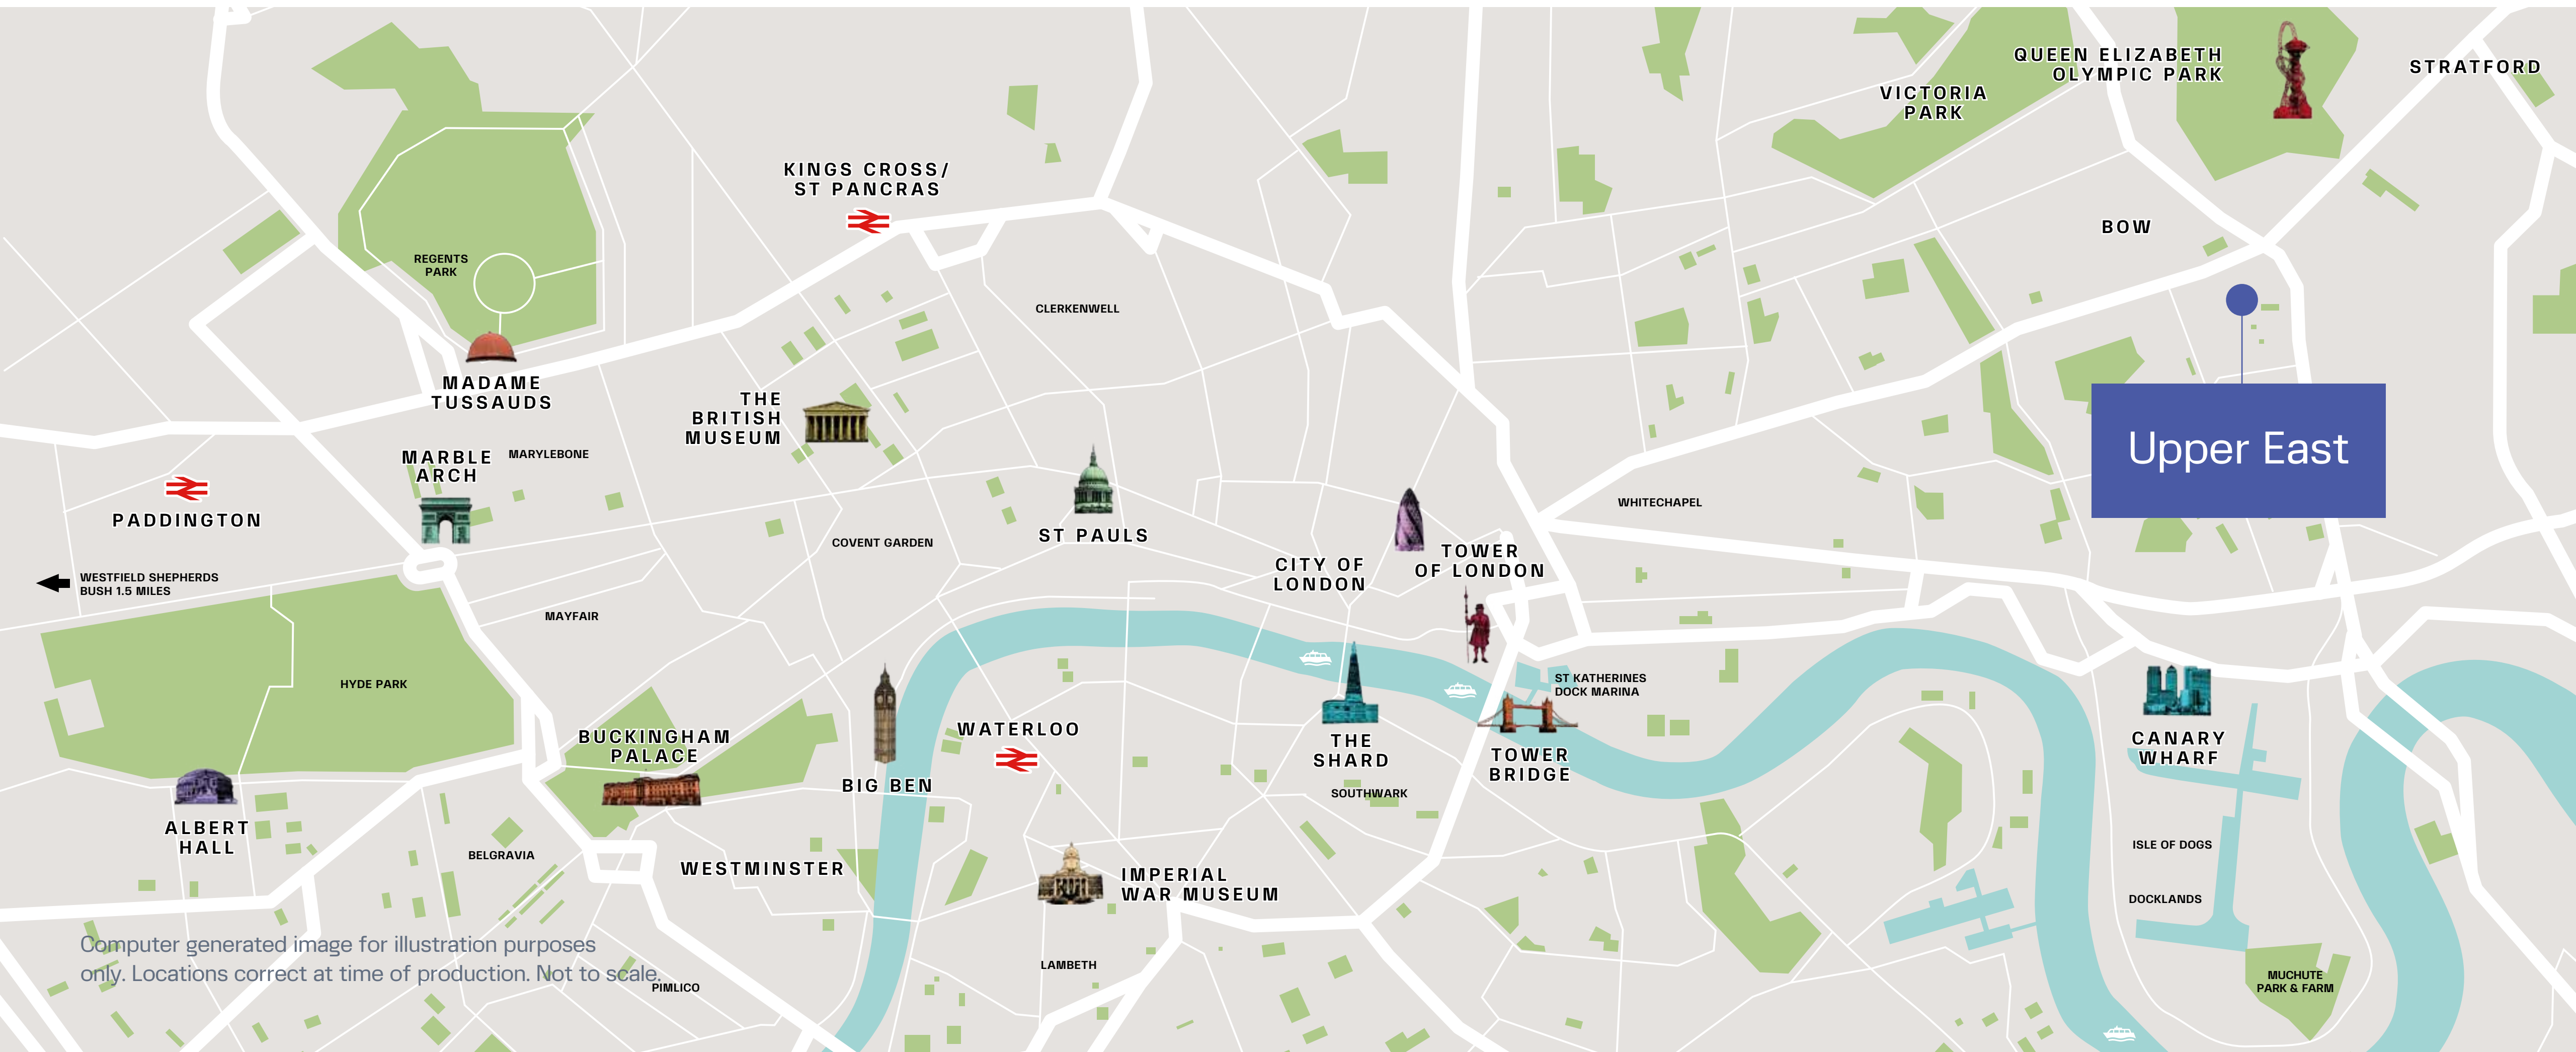 QUEEN ELIZABETH
OLYMPIC PARK
STRATFORD
VICTORIA
PARK
KINGS CROSS/
ST PANCRAS
BOW
REGENTS
PARK
CLERKENWELL
MADAME
TUSSAUDS
THE
BRITISH
MUSEUM
MARBLE
ARCH
MARYLEBONE
Upper East
PADDINGTON
WHITECHAPEL
ST PAULS
COVENT GARDEN
CITY OF
LONDON
TOWER
OF LONDON
WESTFIELD SHEPHERDS
BUSH 1.5 MILES
MAYFAIR
HYDE PARK
ST KATHERINES
DOCK MARINA
BUCKINGHAM
PALACE
WATERLOO
BIG BEN
THE
SHARD
TOWER
BRIDGE
CANARY
WHARF
SOUTHWARK
ALBERT
HALL
BELGRAVIA
WESTMINSTER
IMPERIAL
WAR MUSEUM
ISLE OF DOGS
DOCKLANDS
Computer generated image for illustration purposes
only. Locations correct at time of production. Not to scale.
PIMLICO
LAMBETH
MUCHUTE
PARK & FARM